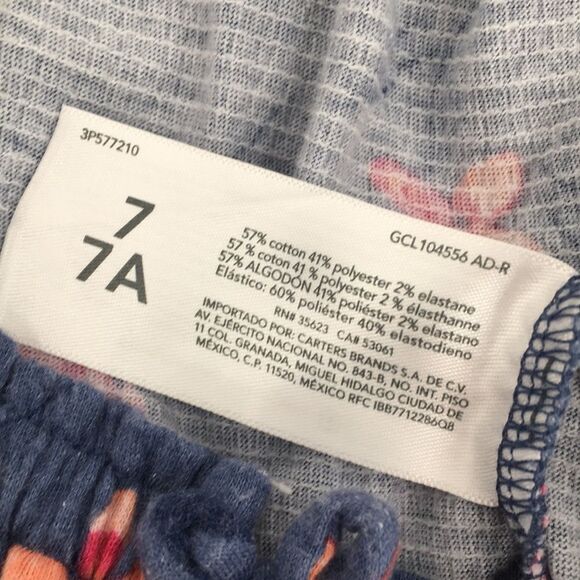 3P577210
7
7A
GCL104556 AD-R
57% cotton 41% polyester 2% elastane
57 % coton 41 % polyester 2 % élasthanne
57% ALGODÓN 41% poliéster 2% elastano
Elástico: 60% poliéster 40% elastodieno
RN# 35623 CA# 53061
IMPORTADO POR: CARTERS BRANDS S.A. DE C.V.
AV. EJÉRCITO NACIONAL NO. 843-B, NO. INT. PISO
11 COL. GRANADA, MIGUEL HIDALGO CIUDAD DE
MÉXICO, C.P. 11520, MÉXICO RFC IBB7712286Q8